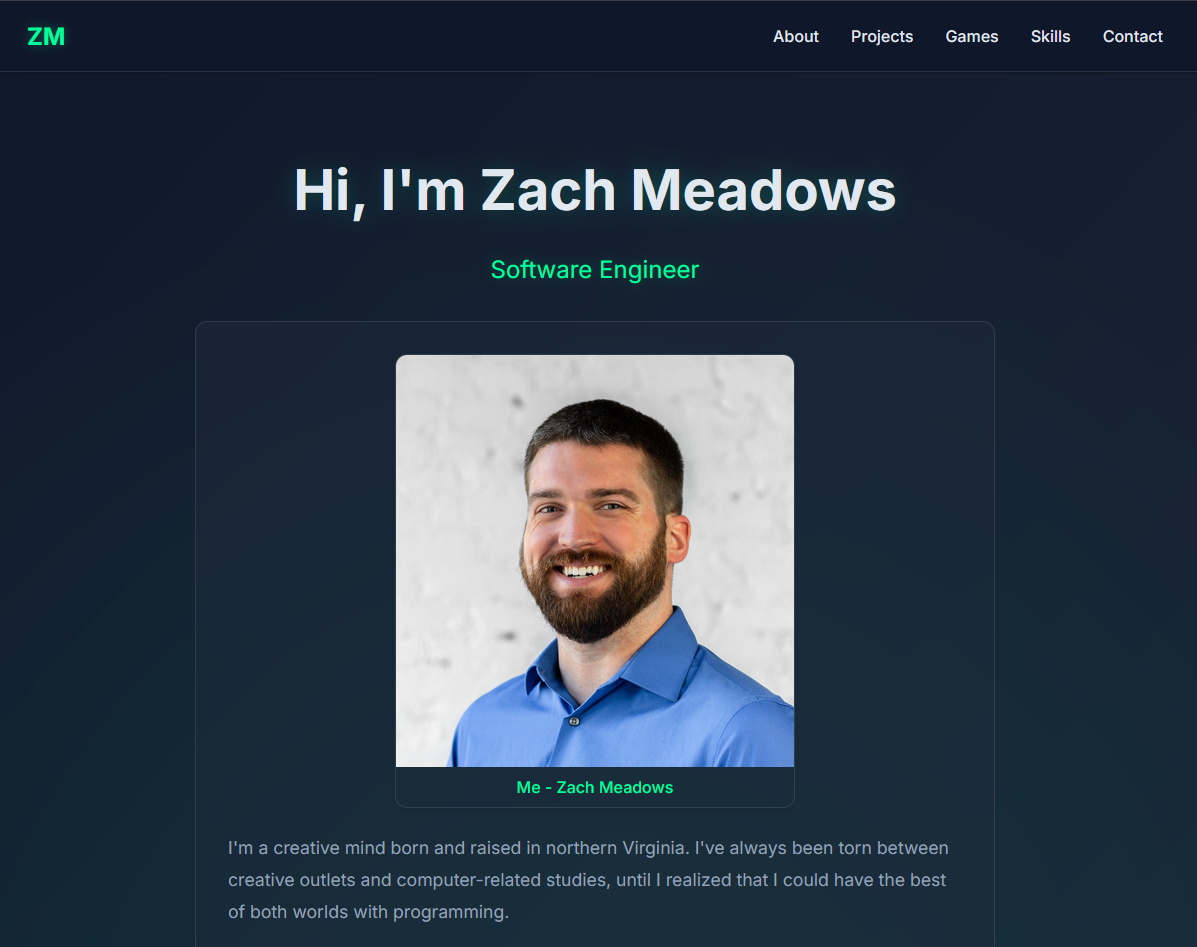 ZM
About Projects Games Skills Contact
Hi, I'm Zach Meadows
Software Engineer
Me - Zach Meadows
I'm a creative mind born and raised in northern Virginia. I've always been torn between
creative outlets and computer-related studies, until I realized that I could have the best
of both worlds with programming.